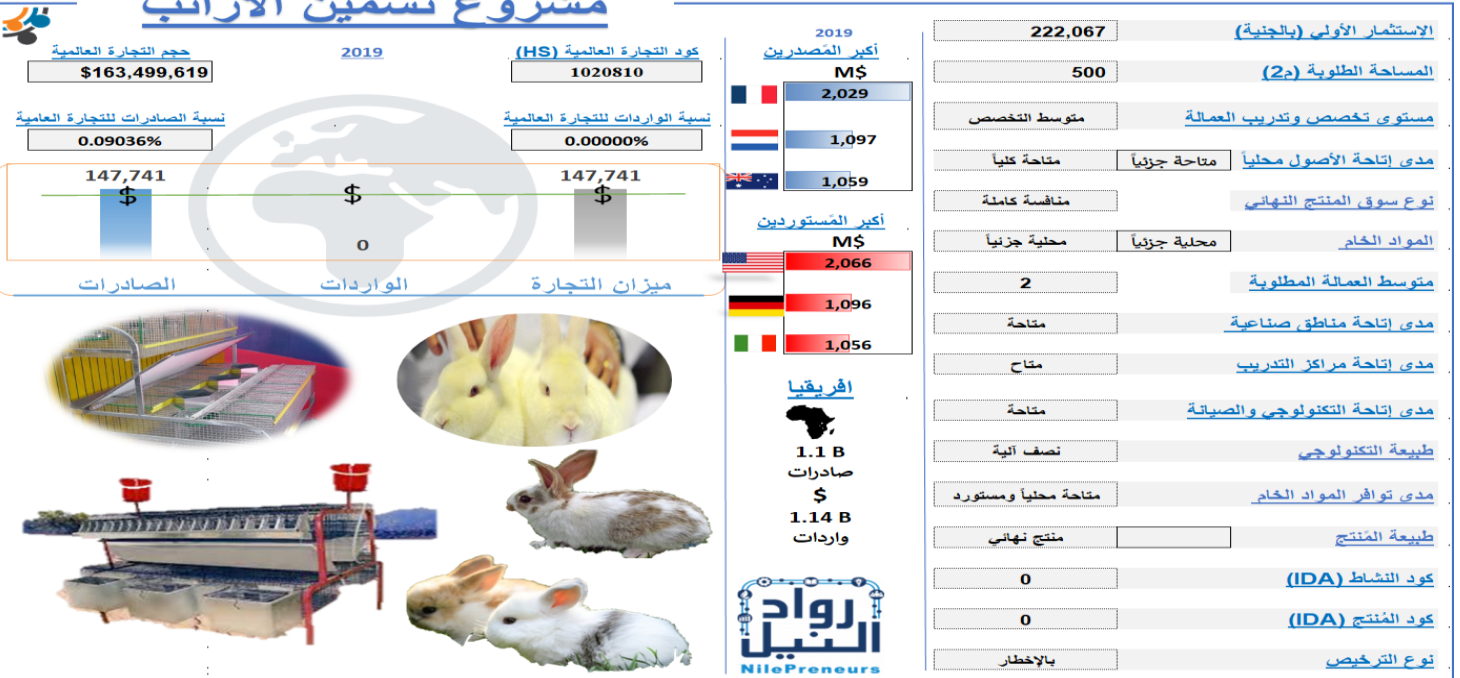 مشروع تسمين الأرانب
الاستثمار الأولي (بالجنية) 222,067
المساحة الطلوبة (م2) 500
مستوى تخصص وتدريب العمالة متوسط التخصص
مدى إتاحة الأصول محلياً متاحة جزئياً متاحة كلياً
نوع سوق المنتج النهائي منافسة كاملة
المواد الخام محلية جزئياً محلية جزئياً
متوسط العمالة المطلوبة 2
مدى إتاحة مناطق صناعية متاحة
مدى إتاحة مراكز التدريب متاح
مدى إتاحة التكنولوجي والصيانة متاحة
طبيعة التكنولوجي نصف آلية
مدى توافر المواد الخام متاحة محلياً ومستورد
طبيعة المُنتج منتج نهائي
كود النشاط (IDA) 0
كود المُنتج (IDA) 0
نوع الترخيص بالإخطار
2019
أكبر المُصدرين
M$
2,029
1,097
1,059
أكبر المُستوردين
M$
2,066
1,096
1,056
افريقيا
1.1 B
صادرات
$
1.14 B
واردات
رواد
النيل
NilePreneurs
كود التجارة العالمية (HS) 2019 حجم التجارة العالمية
1020810 $163,499,619
نسبة الواردات للتجارة العالمية نسبة الصادرات للتجارة العامية
0.00000% 0.09036%
147,741 147,741
$ $ $
0
ميزان التجارة الواردات الصادرات